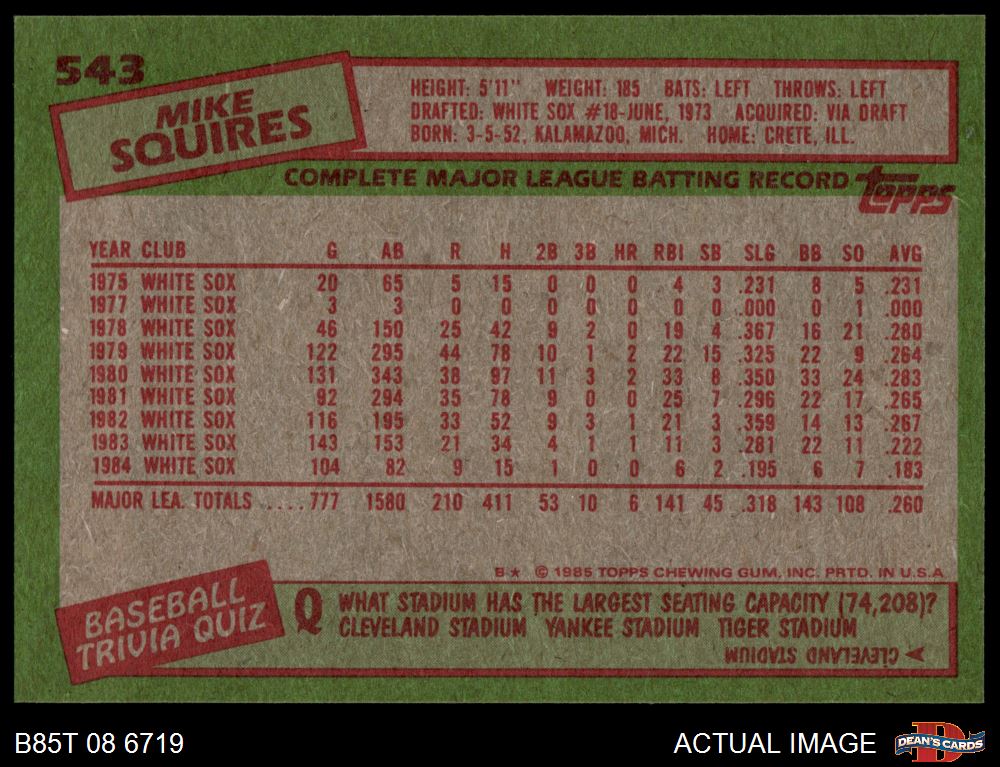 543
MIKE
SQUIRES
HEIGHT: 5'11" WEIGHT: 185 BATS: LEFT THROWS: LEFT
DRAFTED: WHITE SOX #18-JUNE, 1973 ACQUIRED: VIA DRAFT
BORN: 3-5-52, KALAMAZOO, MICH. HOME: CRETE, ILL.
COMPLETE MAJOR LEAGUE BATTING RECORD topps
YEAR CLUB G AB R H 2B 3B HR RBI SB SLG BB SO AVG
1975 WHITE SOX 20 65 5 15 0 0 0 4 3 .231 8 5 .231
1977 WHITE SOX 3 3 0 0 0 0 0 0 0 .000 0 1 .000
1978 WHITE SOX 46 150 25 42 9 2 0 19 4 .367 16 21 .280
1979 WHITE SOX 122 295 44 78 10 1 2 22 15 .325 22 9 .264
1980 WHITE SOX 131 343 38 97 11 3 2 33 8 .350 33 24 .283
1981 WHITE SOX 92 294 35 78 9 0 0 25 7 .296 22 17 .265
1982 WHITE SOX 116 195 33 52 9 3 1 21 3 .359 14 13 .267
1983 WHITE SOX 143 153 21 34 4 1 1 11 3 .281 22 11 .222
1984 WHITE SOX 104 82 9 15 1 0 0 6 2 .195 6 7 .183
MAJOR LEA. TOTALS ....777 1580 210 411 53 10 6 141 45 .318 143 108 .260
B★ © 1985 TOPPS CHEWING GUM, INC. PRTD. IN U.S.A.
BASEBALL
TRIVIA QUIZ
Q WHAT STADIUM HAS THE LARGEST SEATING CAPACITY (74,208)?
CLEVELAND STADIUM YANKEE STADIUM TIGER STADIUM
CLEVELAND STADIUM
B85T 08 6719
ACTUAL IMAGE
D
DEAN'S CARDS